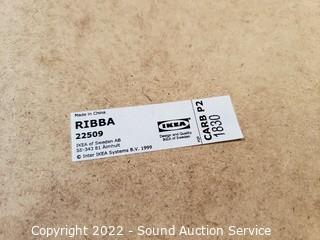 Made in China
RIBBA
22509
IKEA of Sweden AB
SE-343 81 Älmhult
© Inter IKEA Systems B.V. 1999
IKEA
Design and Quality
IKEA of Sweden
CARB P2
1830
Copyright 2022 - Sound Auction Service